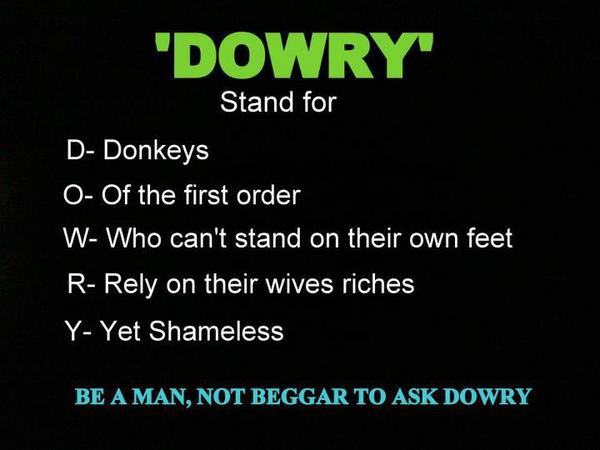 'DOWRY'
Stand for
D- Donkeys
O- Of the first order
W- Who can't stand on their own feet
R- Rely on their wives riches
Y- Yet Shameless
BE A MAN, NOT BEGGAR TO ASK DOWRY